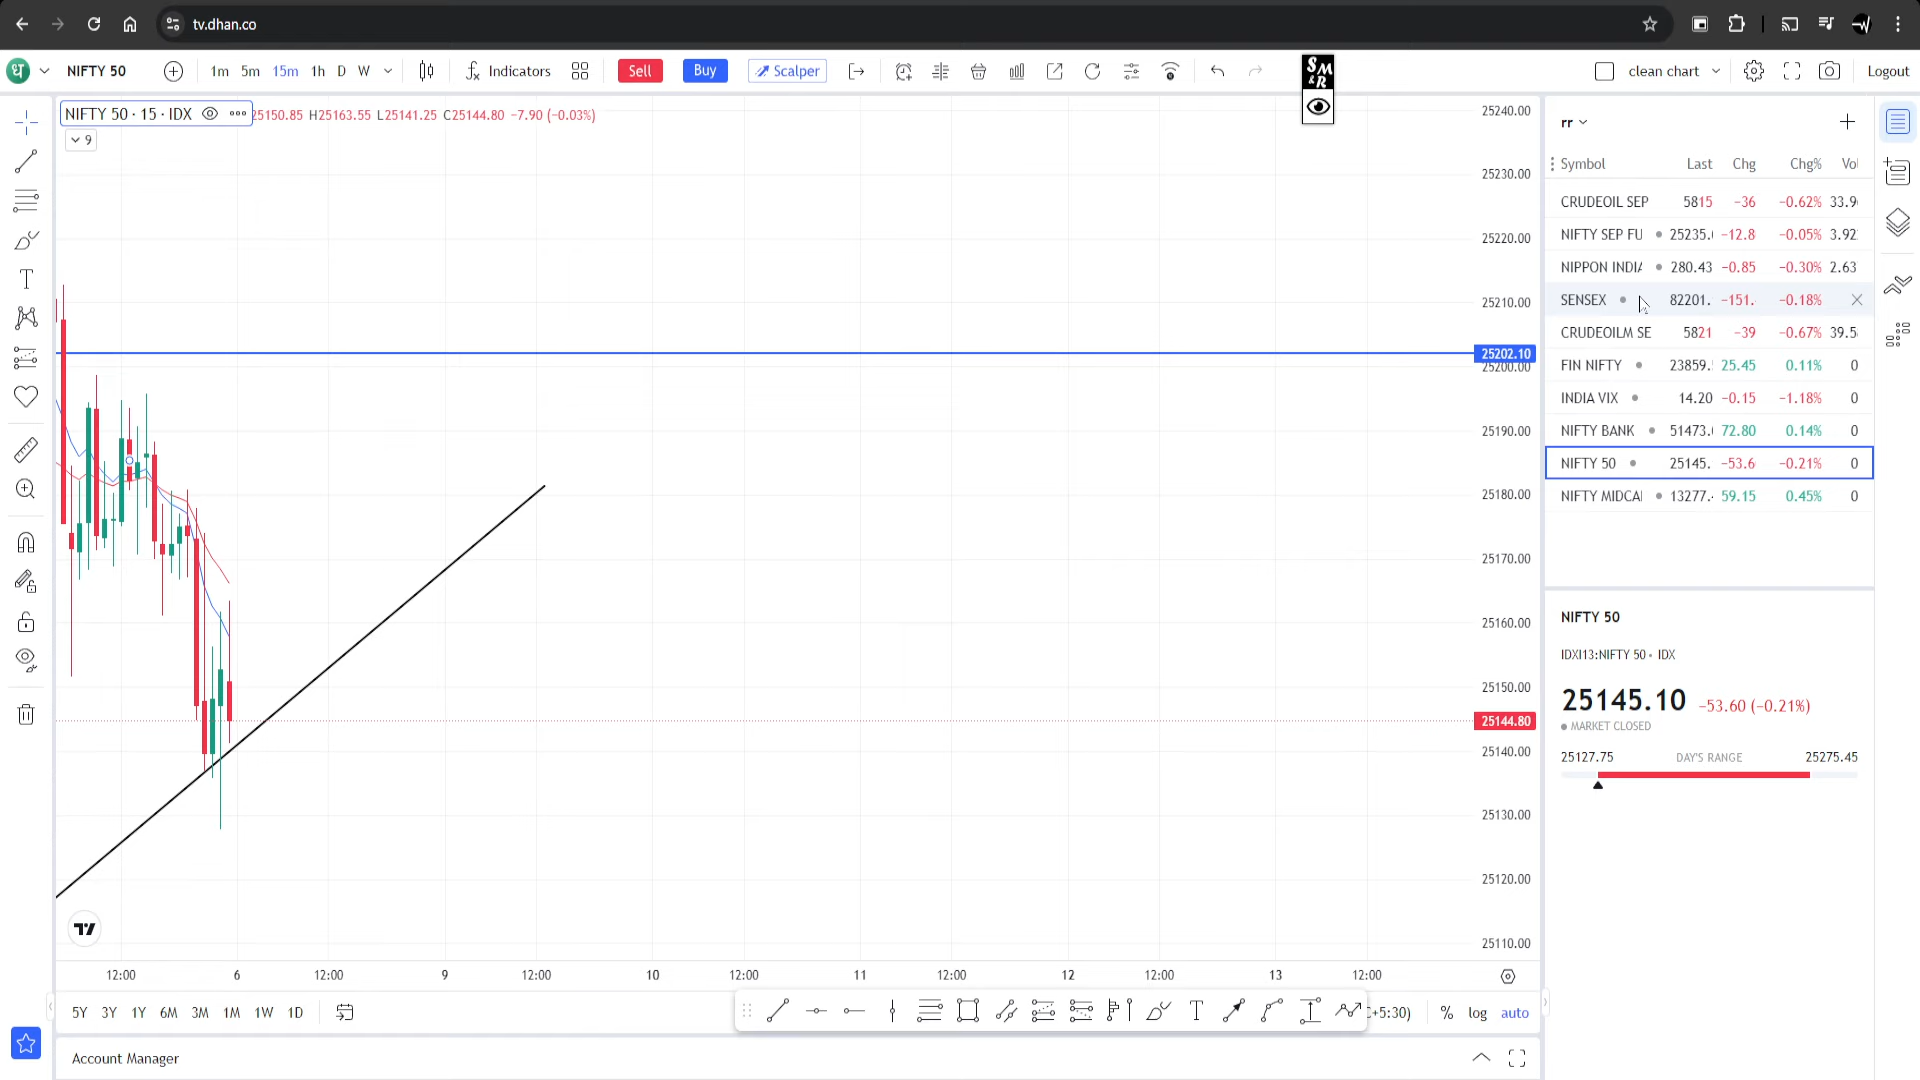 tv.dhan.co
ध NIFTY 50 1m 5m 15m 1h D W Indicators Sell Buy Scalper SM&R clean chart Logout
NIFTY 50 · 15 · IDX 25150.85 H25163.55 L25141.25 C25144.80 −7.90 (−0.03%)
9
25240.00
25230.00
25220.00
25210.00
25202.10
25200.00
25190.00
25180.00
25170.00
25160.00
25150.00
25144.80
25140.00
25130.00
25120.00
25110.00
12:00 6 12:00 9 12:00 10 12:00 11 12:00 12 12:00 13 12:00
5Y 3Y 1Y 6M 3M 1M 1W 1D
+5:30) % log auto
Account Manager
rr
Symbol Last Chg Chg% Vol
CRUDEOIL SEP 5815 −36 −0.62% 33.9
NIFTY SEP FU 25235. −12.8 −0.05% 3.92
NIPPON INDIA 280.43 −0.85 −0.30% 2.63
SENSEX 82201. −151. −0.18%
CRUDEOILM SE 5821 −39 −0.67% 39.5
FIN NIFTY 23859. 25.45 0.11% 0
INDIA VIX 14.20 −0.15 −1.18% 0
NIFTY BANK 51473. 72.80 0.14% 0
NIFTY 50 25145. −53.6 −0.21% 0
NIFTY MIDCA 13277. 59.15 0.45% 0
NIFTY 50
IDXI13:NIFTY 50 • IDX
25145.10 −53.60 (−0.21%)
MARKET CLOSED
25127.75 DAY'S RANGE 25275.45